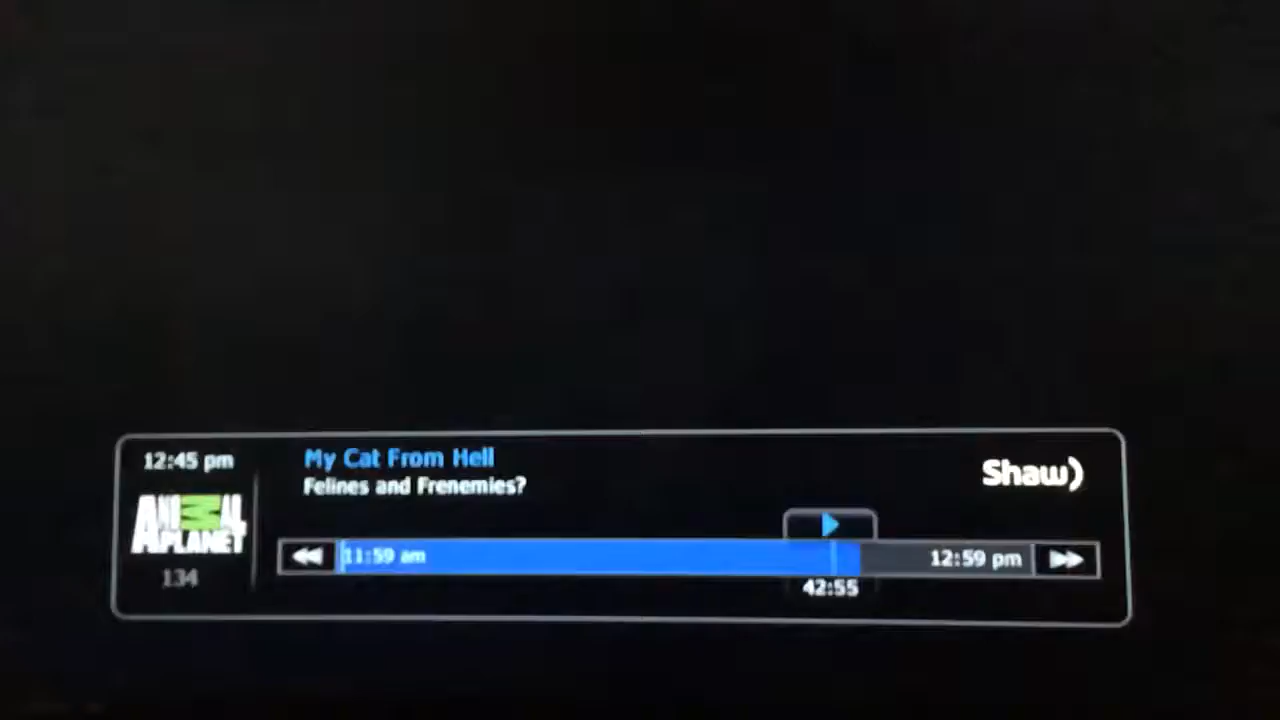 12:45 pm
My Cat From Hell
Felines and Frenemies?
Shaw)
ANIMAL
PLANET
134
11:59 am
12:59 pm
42:55